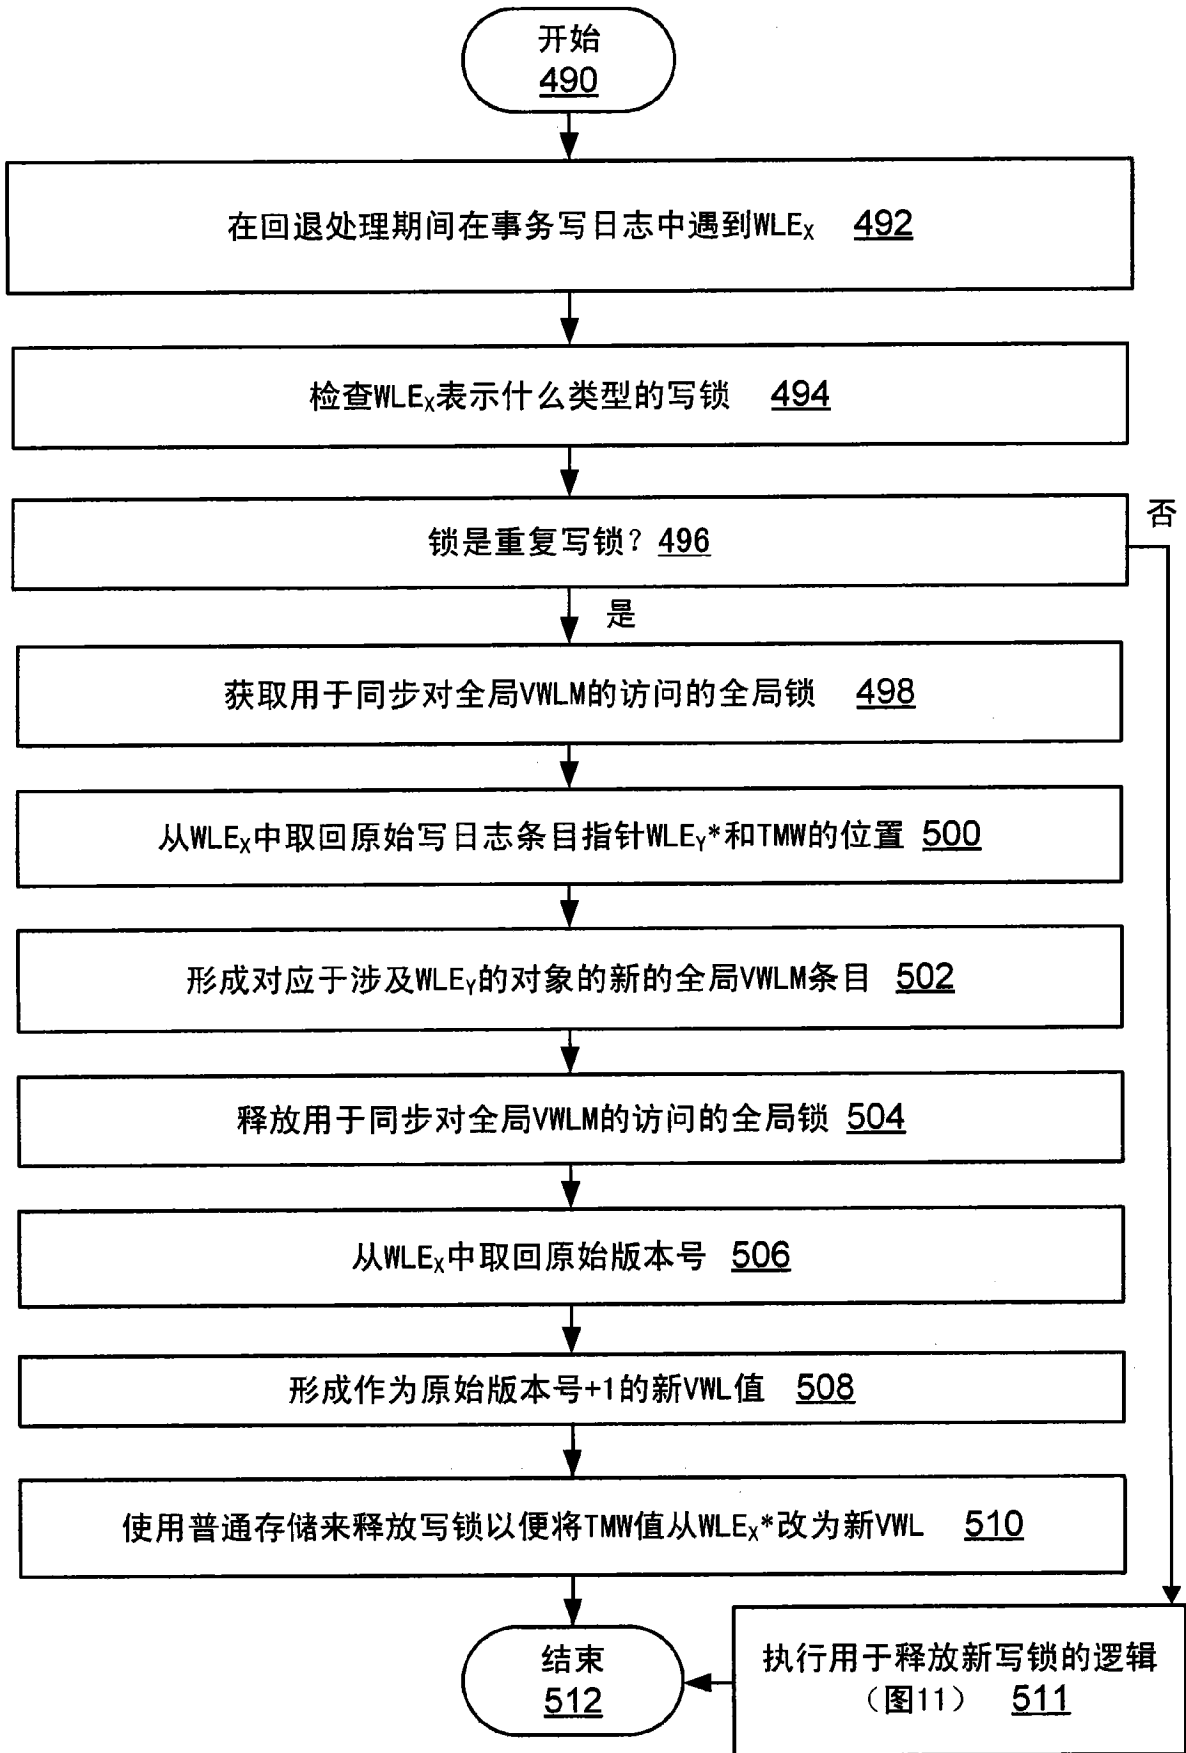 开始
490
在回退处理期间在事务写日志中遇到WLEX 492
检查WLEX表示什么类型的写锁 494
否
锁是重复写锁？496
是
获取用于同步对全局VWLM的访问的全局锁 498
从WLEX中取回原始写日志条目指针WLEY*和TMW的位置 500
形成对应于涉及WLEY的对象的新的全局VWLM条目 502
释放用于同步对全局VWLM的访问的全局锁 504
从WLEX中取回原始版本号 506
形成作为原始版本号+1的新VWL值 508
使用普通存储来释放写锁以便将TMW值从WLEX*改为新VWL 510
结束
512
执行用于释放新写锁的逻辑
（图11） 511